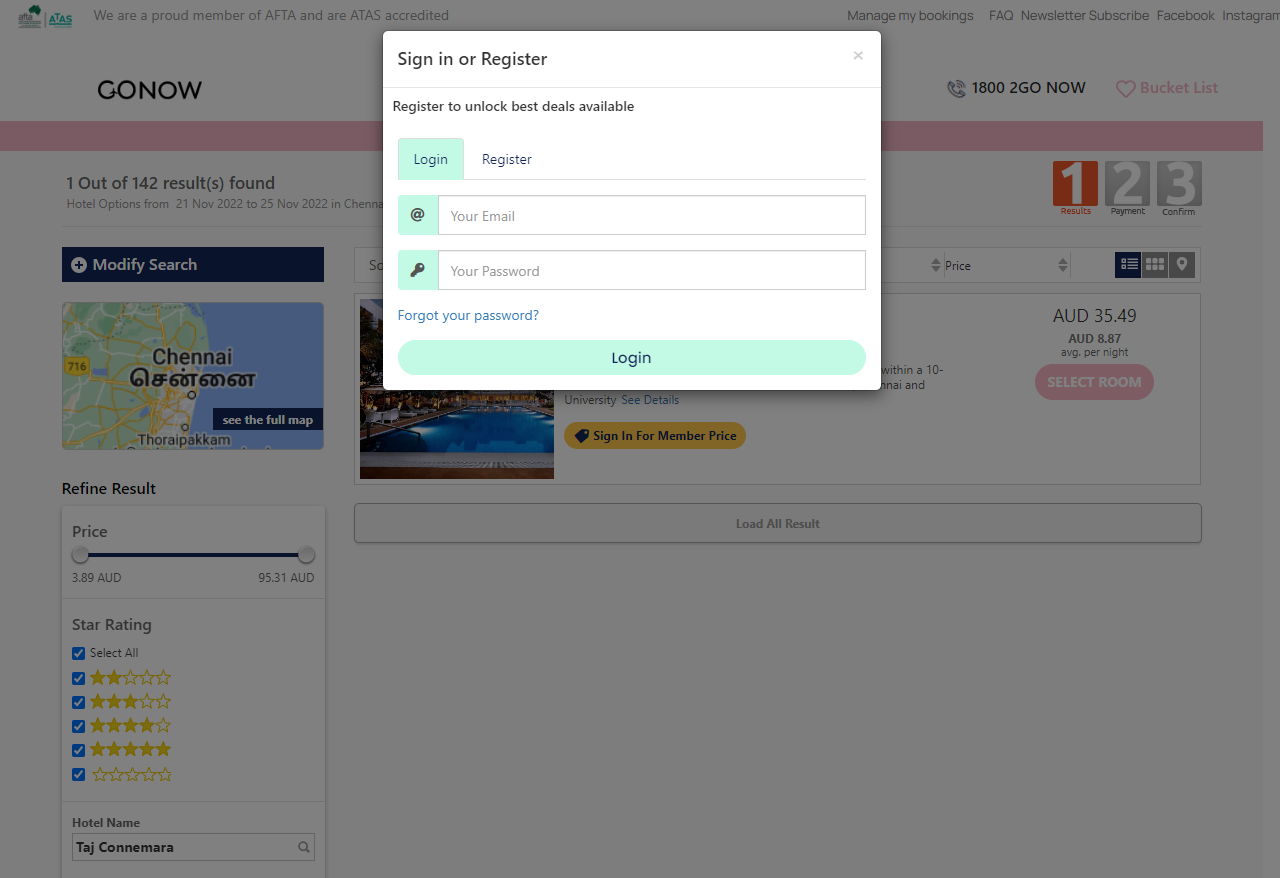 afta ATAS We are a proud member of AFTA and are ATAS accredited Manage my bookings FAQ Newsletter Subscribe Facebook Instagram
Sign in or Register ×
GONOW 1800 2GO NOW Bucket List
Register to unlock best deals available
Login Register
1 Out of 142 result(s) found
Hotel Options from 21 Nov 2022 to 25 Nov 2022 in Chenna
1 2 3
Results Payment Confirm
@ Your Email
Your Password
Modify Search
So Price
Forgot your password?
Login
AUD 35.49
AUD 8.87
avg. per night
SELECT ROOM
within a 10-
nnai and
University See Details
Sign In For Member Price
716
Chennai
சென்னை
see the full map
Thoraipakkam
Load All Result
Refine Result
Price
3.89 AUD 95.31 AUD
Star Rating
Select All
Hotel Name
Taj Connemara